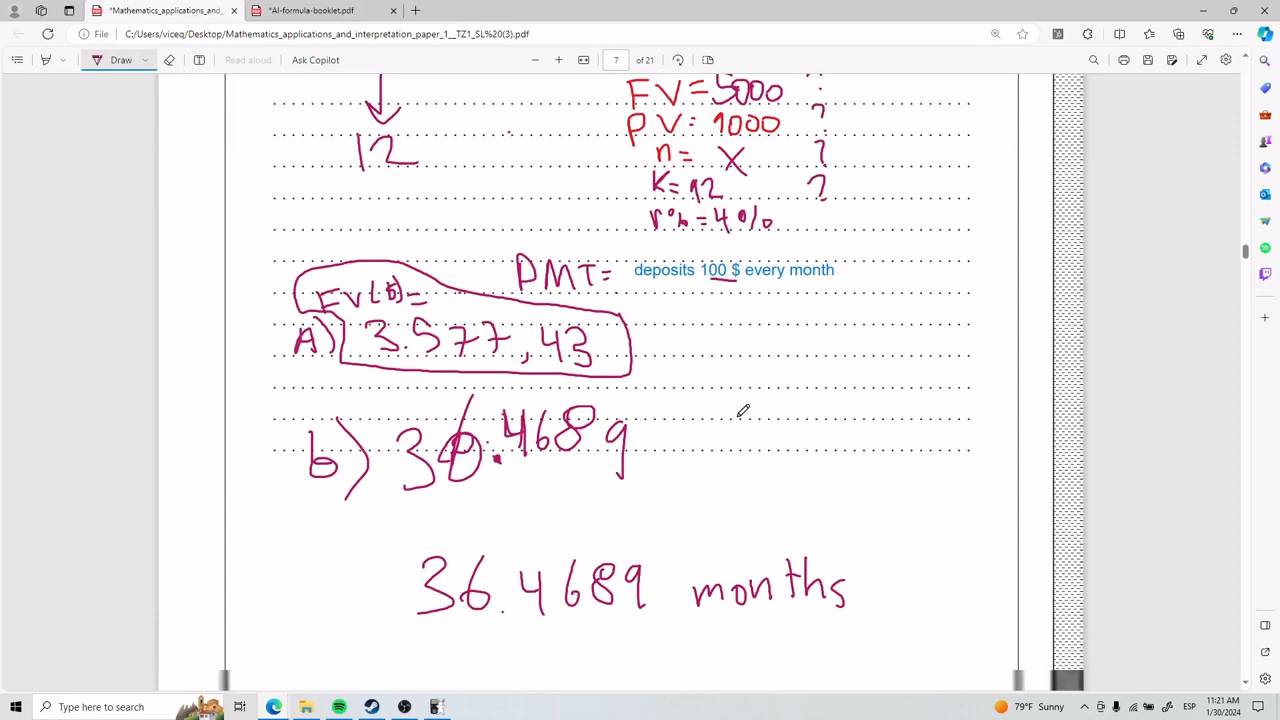 *Mathematics_applications_and_
*AI-formula-booklet.pdf
File
C:/Users/viceq/Desktop/Mathematics_applications_and_interpretation_paper_1__TZ1_SL%20(3).pdf
Draw
Read aloud
Ask Copilot
7 of 21
FV=5000
12
PV: 1000 ?
n= X ?
K=12 ?
r%=4%
PMT= deposits 100 $ every month
FV(5)=
A) 3.577,43
b) 36.4689
36.4689 months
Type here to search
79°F Sunny
ESP
11:21 AM
1/30/2024